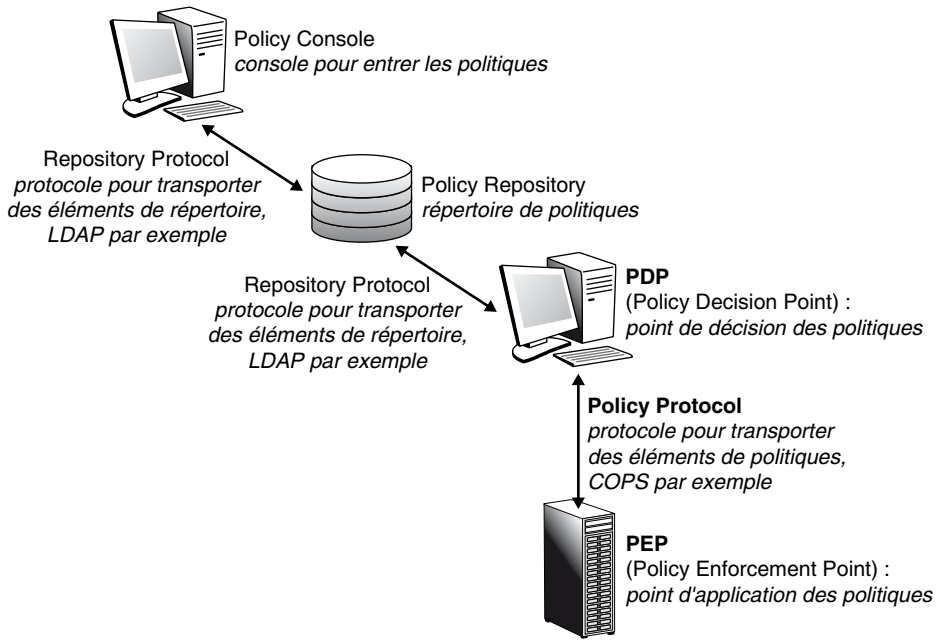 Policy Console
console pour entrer les politiques
Repository Protocol
protocole pour transporter
des éléments de répertoire,
LDAP par exemple
Policy Repository
répertoire de politiques
Repository Protocol
protocole pour transporter
des éléments de répertoire,
LDAP par exemple
PDP
(Policy Decision Point) :
point de décision des politiques
Policy Protocol
protocole pour transporter
des éléments de politiques,
COPS par exemple
PEP
(Policy Enforcement Point) :
point d'application des politiques